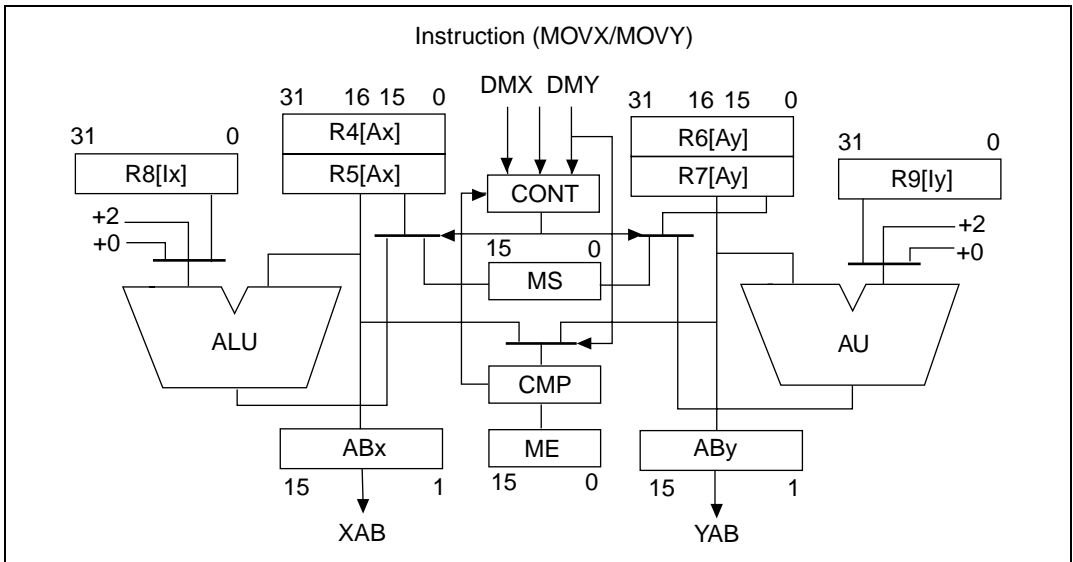 Instruction (MOVX/MOVY)
DMX DMY
31 16 15 0
31 16 15 0
31 0
31 0
R4[Ax]
R5[Ax]
R6[Ay]
R7[Ay]
R8[Ix]
R9[Iy]
CONT
+2
+0
+2
+0
15 0
MS
ALU
AU
CMP
ABx
ME
ABy
15 1
15 0
15 1
XAB
YAB